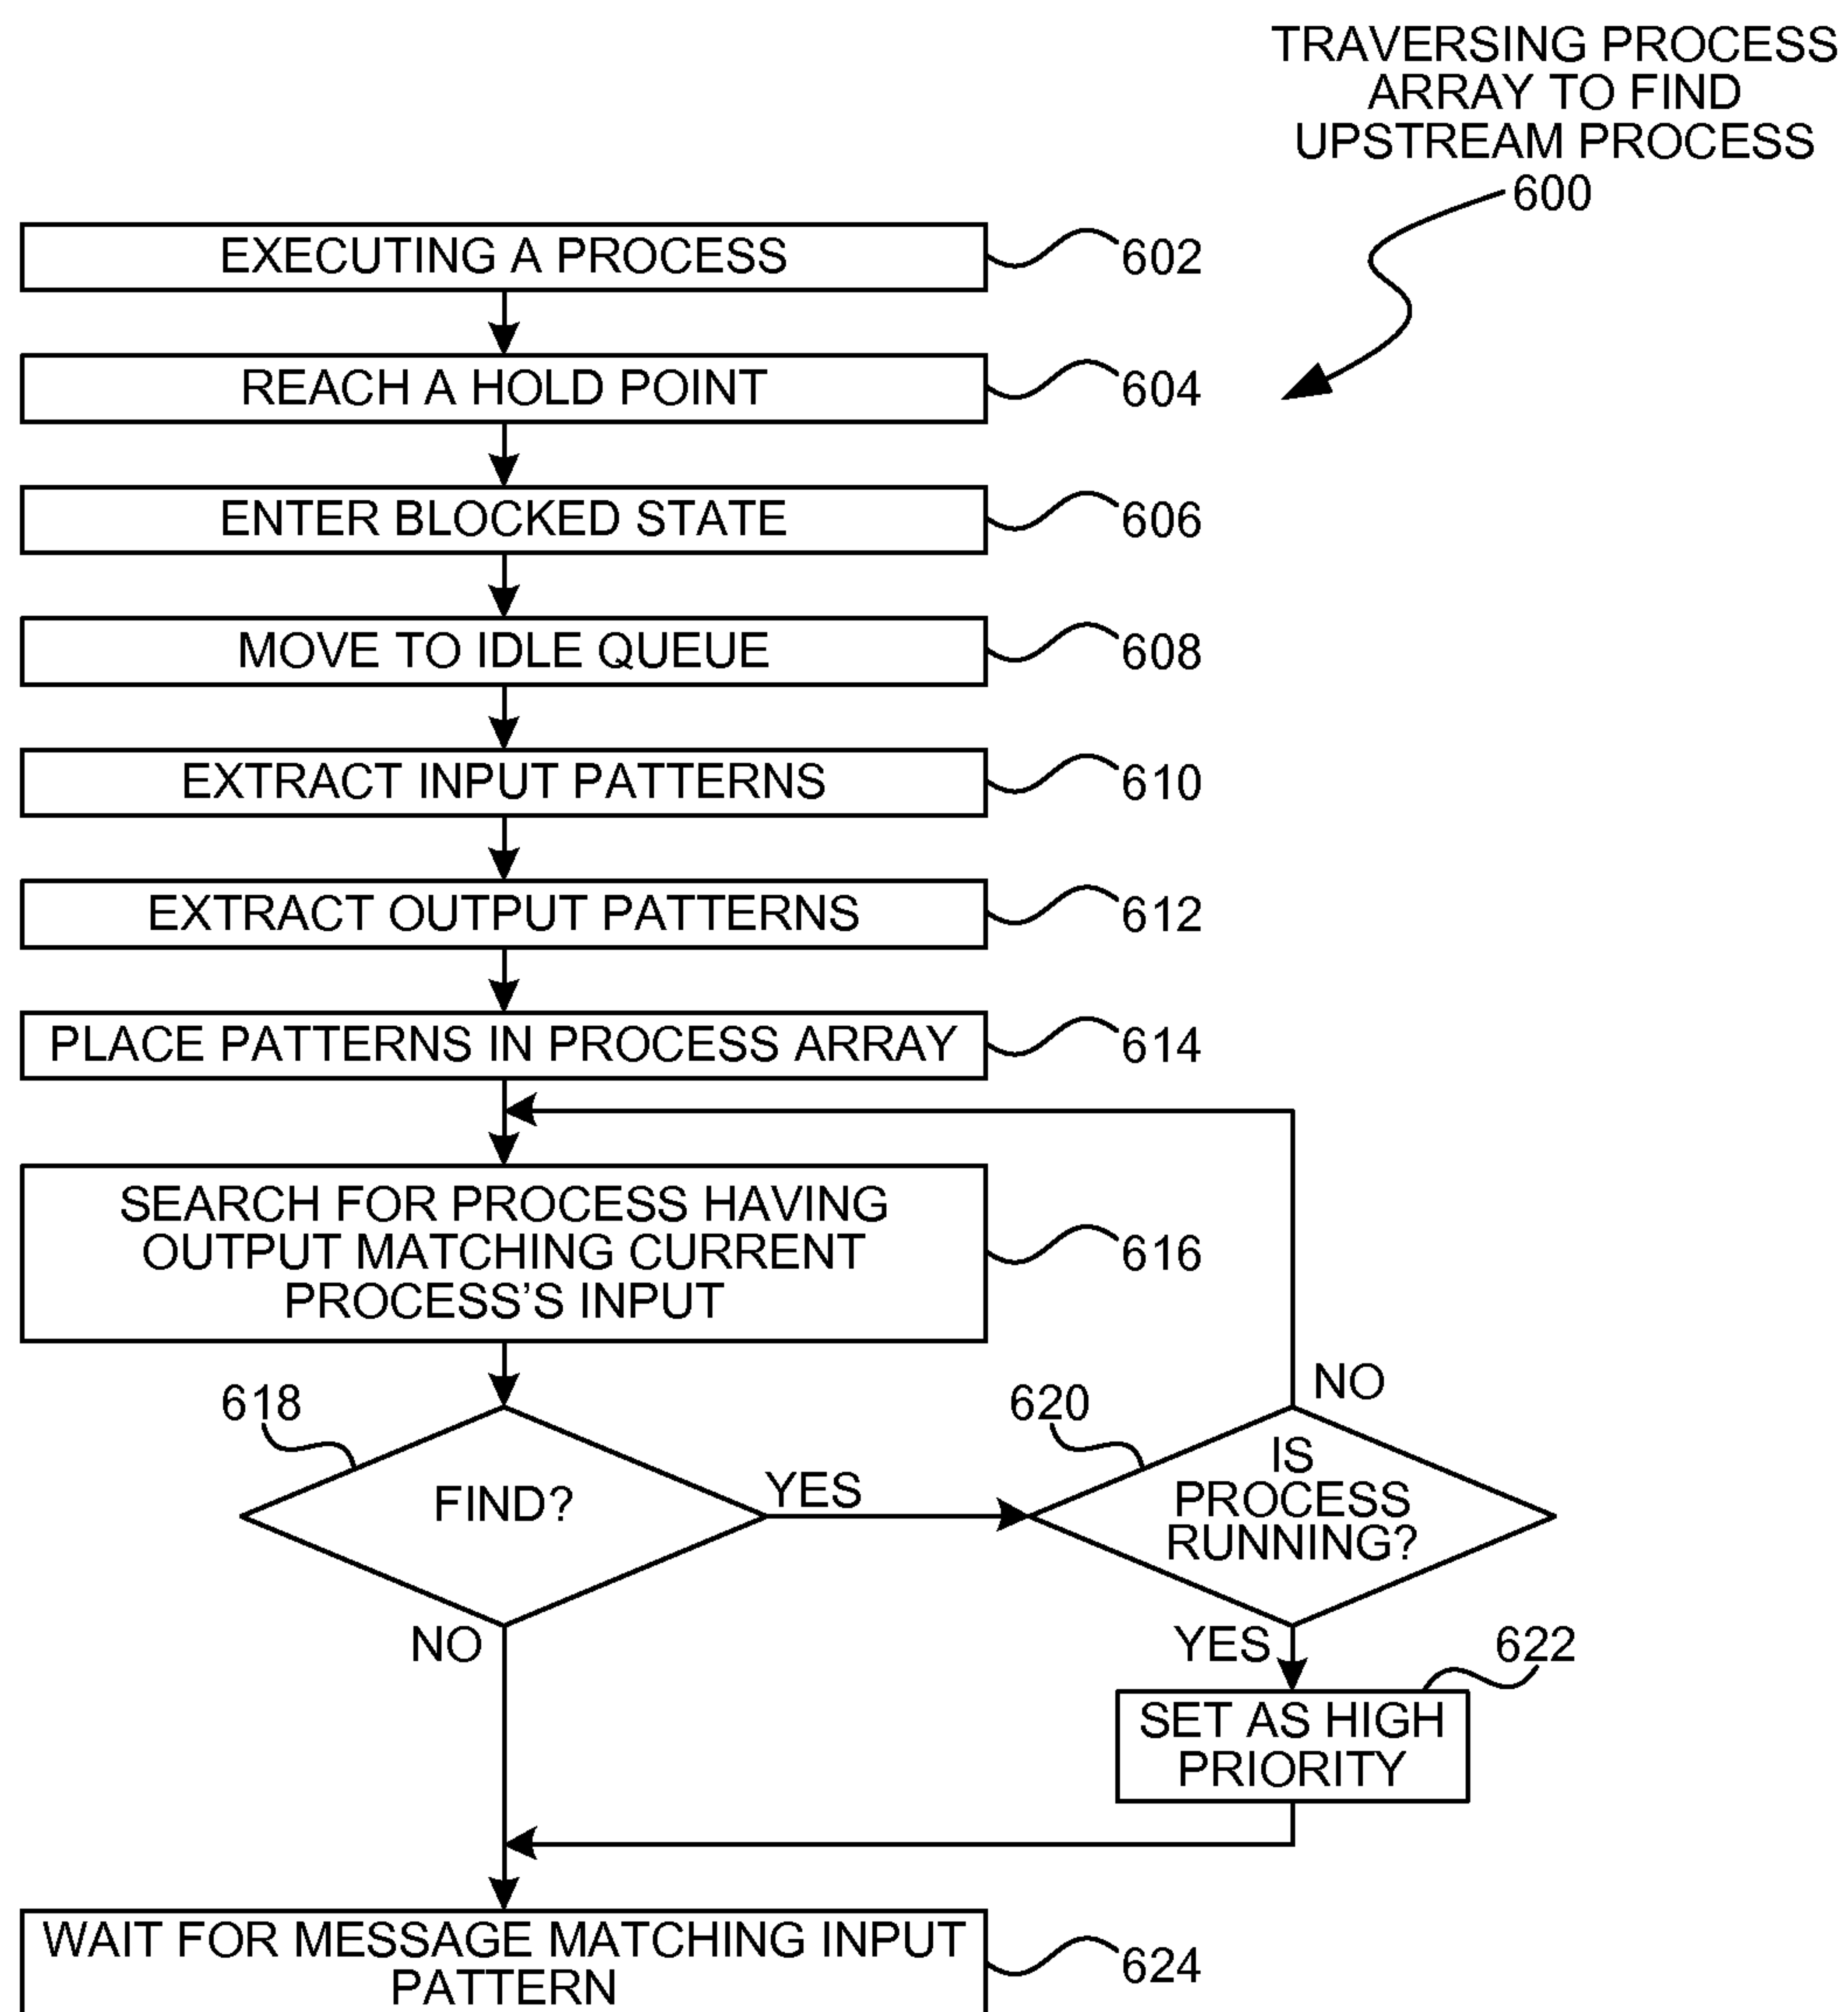 TRAVERSING PROCESS
ARRAY TO FIND
UPSTREAM PROCESS
600
EXECUTING A PROCESS
602
REACH A HOLD POINT
604
ENTER BLOCKED STATE
606
MOVE TO IDLE QUEUE
608
EXTRACT INPUT PATTERNS
610
EXTRACT OUTPUT PATTERNS
612
PLACE PATTERNS IN PROCESS ARRAY
614
SEARCH FOR PROCESS HAVING
OUTPUT MATCHING CURRENT
PROCESS’S INPUT
616
618
FIND?
YES
NO
620
IS
PROCESS
RUNNING?
NO
YES
622
SET AS HIGH
PRIORITY
WAIT FOR MESSAGE MATCHING INPUT
PATTERN
624